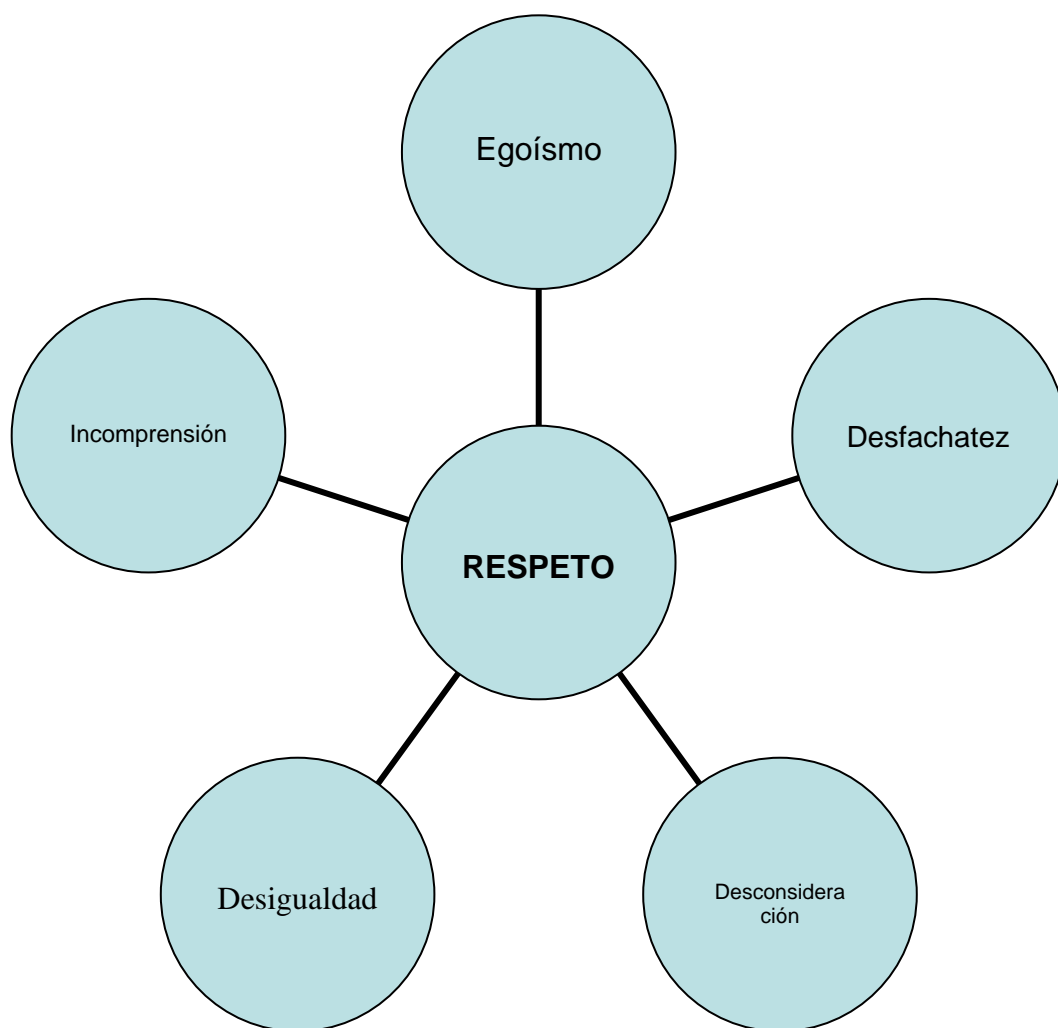 Egoísmo
Incomprensión
Desfachatez
RESPETO
Desigualdad
Desconsidera
ción